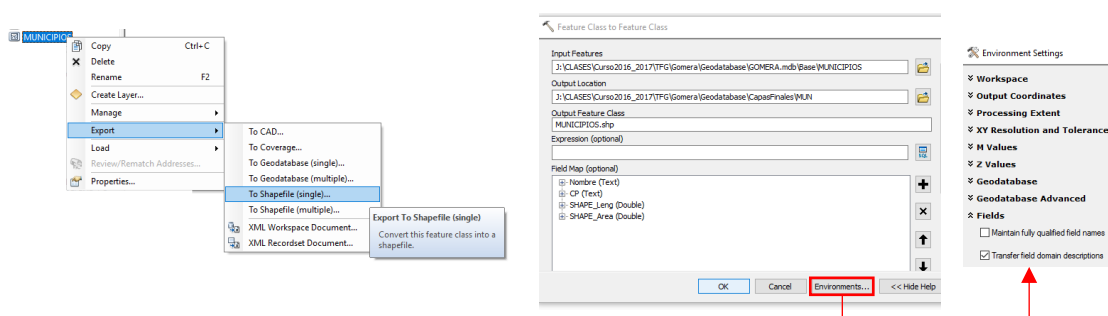 MUNICIPIOS
Copy Ctrl+C
Delete
Rename F2
Create Layer...
Manage
Export
Load
Review/Rematch Addresses...
Properties...
To CAD...
To Coverage...
To Geodatabase (single)...
To Geodatabase (multiple)...
To Shapefile (single)...
To Shapefile (multiple)...
XML Workspace Document...
XML Recordset Document...
Export To Shapefile (single)
Convert this feature class into a
shapefile.
Feature Class to Feature Class
Input Features
J:\CLASES\Curso2016_2017\TFG\Gomera\Geodatabase\GOMERA.mdb\Base\MUNICIPIOS
Output Location
J:\CLASES\Curso2016_2017\TFG\Gomera\Geodatabase\CapasFinales\MUN
Output Feature Class
MUNICIPIOS.shp
Expression (optional)
SQL
Field Map (optional)
Nombre (Text)
CP (Text)
SHAPE_Leng (Double)
SHAPE_Area (Double)
OK Cancel Environments... << Hide Help
Environment Settings
Workspace
Output Coordinates
Processing Extent
XY Resolution and Tolerance
M Values
Z Values
Geodatabase
Geodatabase Advanced
Fields
Maintain fully qualified field names
Transfer field domain descriptions